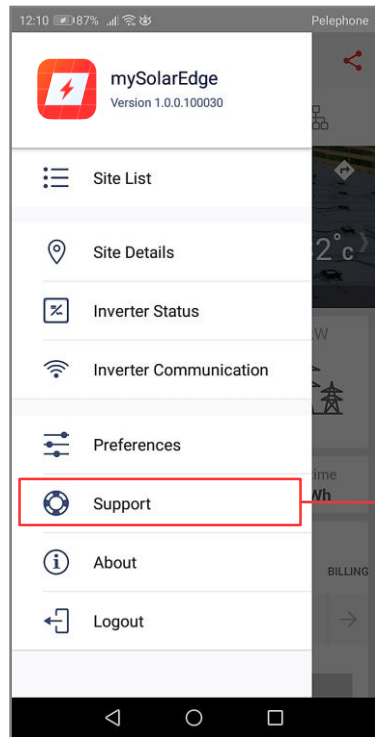 12:10 87% Pelephone
mySolarEdge
Version 1.0.0.100030
Site List
Site Details
2°c
Inverter Status
W
Inverter Communication
Preferences
ime
Wh
Support
About
BILLING
Logout